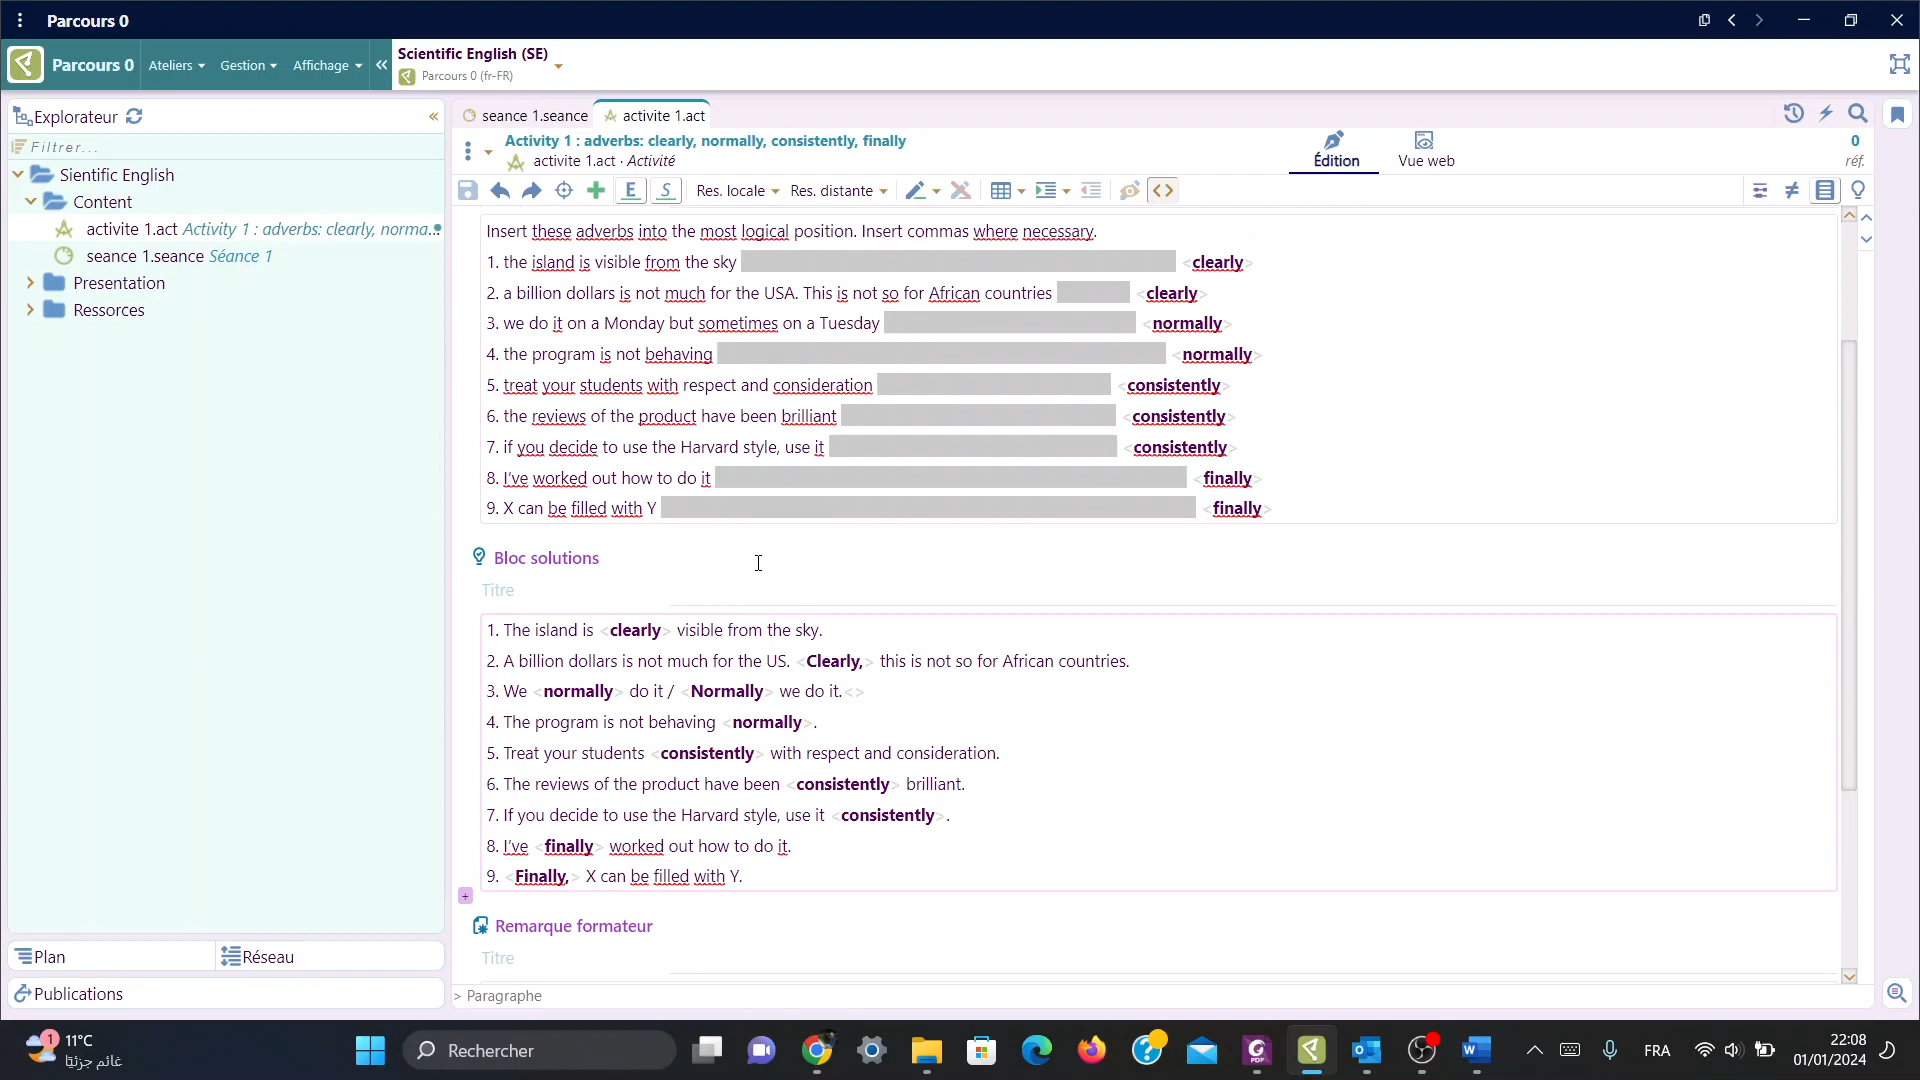 Parcours 0
Parcours 0 Ateliers Gestion Affichage «
Scientific English (SE)
Parcours 0 (fr-FR)
Explorateur «
Filtrer...
Sientific English
Content
activite 1.act Activity 1 : adverbs: clearly, norma...
seance 1.seance Séance 1
Presentation
Ressorces
Plan
Réseau
Publications
seance 1.seance
activite 1.act
Activity 1 : adverbs: clearly, normally, consistently, finally
activite 1.act · Activité
Édition
Vue web
0
réf.
E S Res. locale Res. distante
Insert these adverbs into the most logical position. Insert commas where necessary.
1. the island is visible from the sky <clearly>
2. a billion dollars is not much for the USA. This is not so for African countries <clearly>
3. we do it on a Monday but sometimes on a Tuesday <normally>
4. the program is not behaving <normally>
5. treat your students with respect and consideration <consistently>
6. the reviews of the product have been brilliant <consistently>
7. if you decide to use the Harvard style, use it <consistently>
8. I've worked out how to do it <finally>
9. X can be filled with Y <finally>
Bloc solutions
Titre
1. The island is <clearly> visible from the sky.
2. A billion dollars is not much for the US. <Clearly,> this is not so for African countries.
3. We <normally> do it / <Normally> we do it.<>
4. The program is not behaving <normally>.
5. Treat your students <consistently> with respect and consideration.
6. The reviews of the product have been <consistently> brilliant.
7. If you decide to use the Harvard style, use it <consistently>.
8. I've <finally> worked out how to do it.
9. <Finally,> X can be filled with Y.
Remarque formateur
Titre
> Paragraphe
1
11°C
غائم جزئيًا
Rechercher
FRA
22:08
01/01/2024